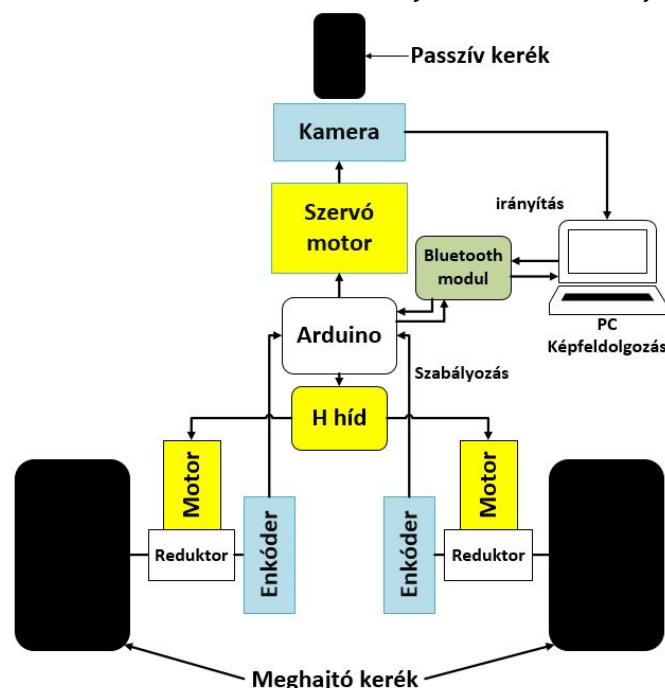 Passzív kerék
Kamera
irányítás
Szervó
motor
Bluetooth
modul
PC
Képfeldolgozás
Arduino
Szabályozás
H híd
Motor
Motor
Reduktor
Enkóder
Enkóder
Reduktor
Meghajtó kerék